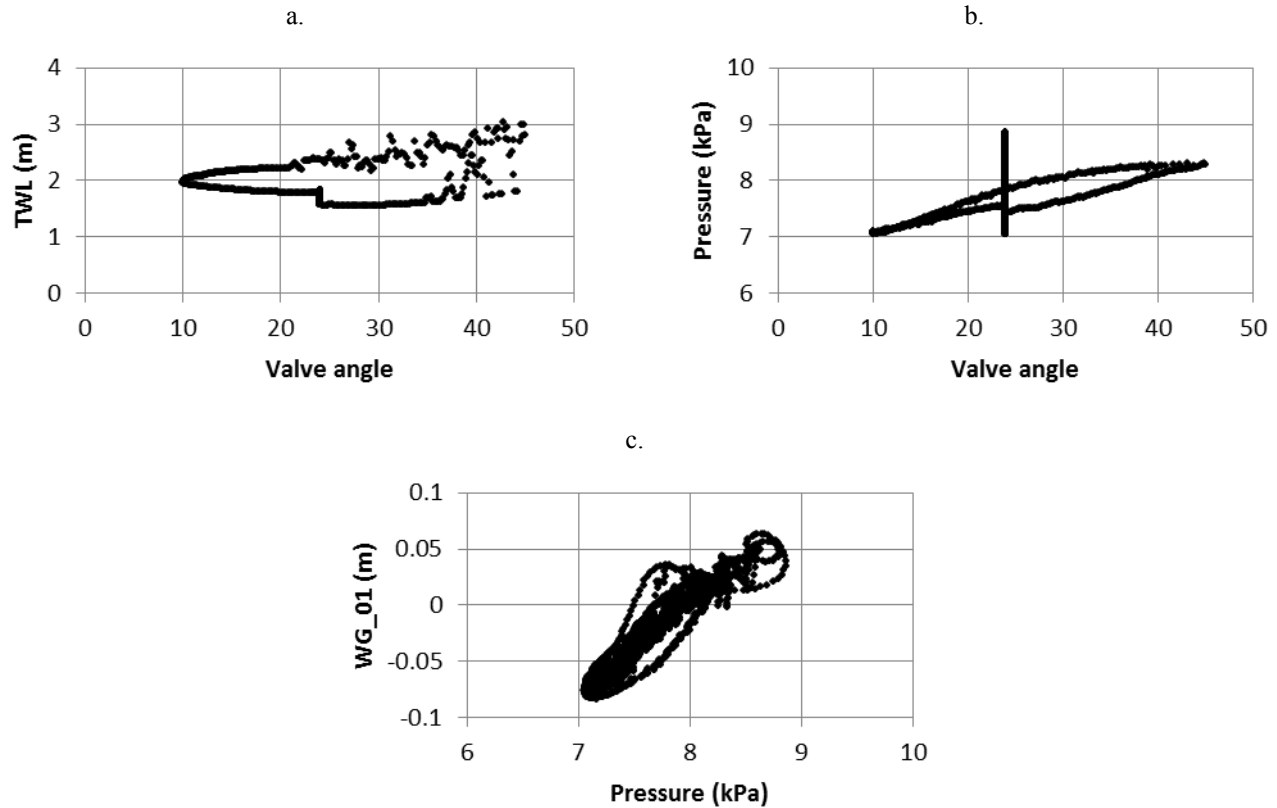 a.
b.
4
3
2
1
0
TWL (m)
0 10 20 30 40 50
Valve angle
10
9
8
7
6
Pressure (kPa)
0 10 20 30 40 50
Valve angle
c.
0.1
0.05
0
-0.05
-0.1
WG_01 (m)
6 7 8 9 10
Pressure (kPa)